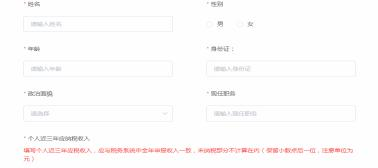 * 姓名
* 性别
请输入姓名
男 女
* 年龄
* 身份证：
请输入年龄
请输入身份证
* 政治面貌
* 现任职务
请选择
请输入现任职务
* 个人近三年应纳税收入
填写个人近三年应税收入，应与税务系统中全年申报收入一致，未纳税部分不计算在内（保留小数点后一位，注意单位为
元）